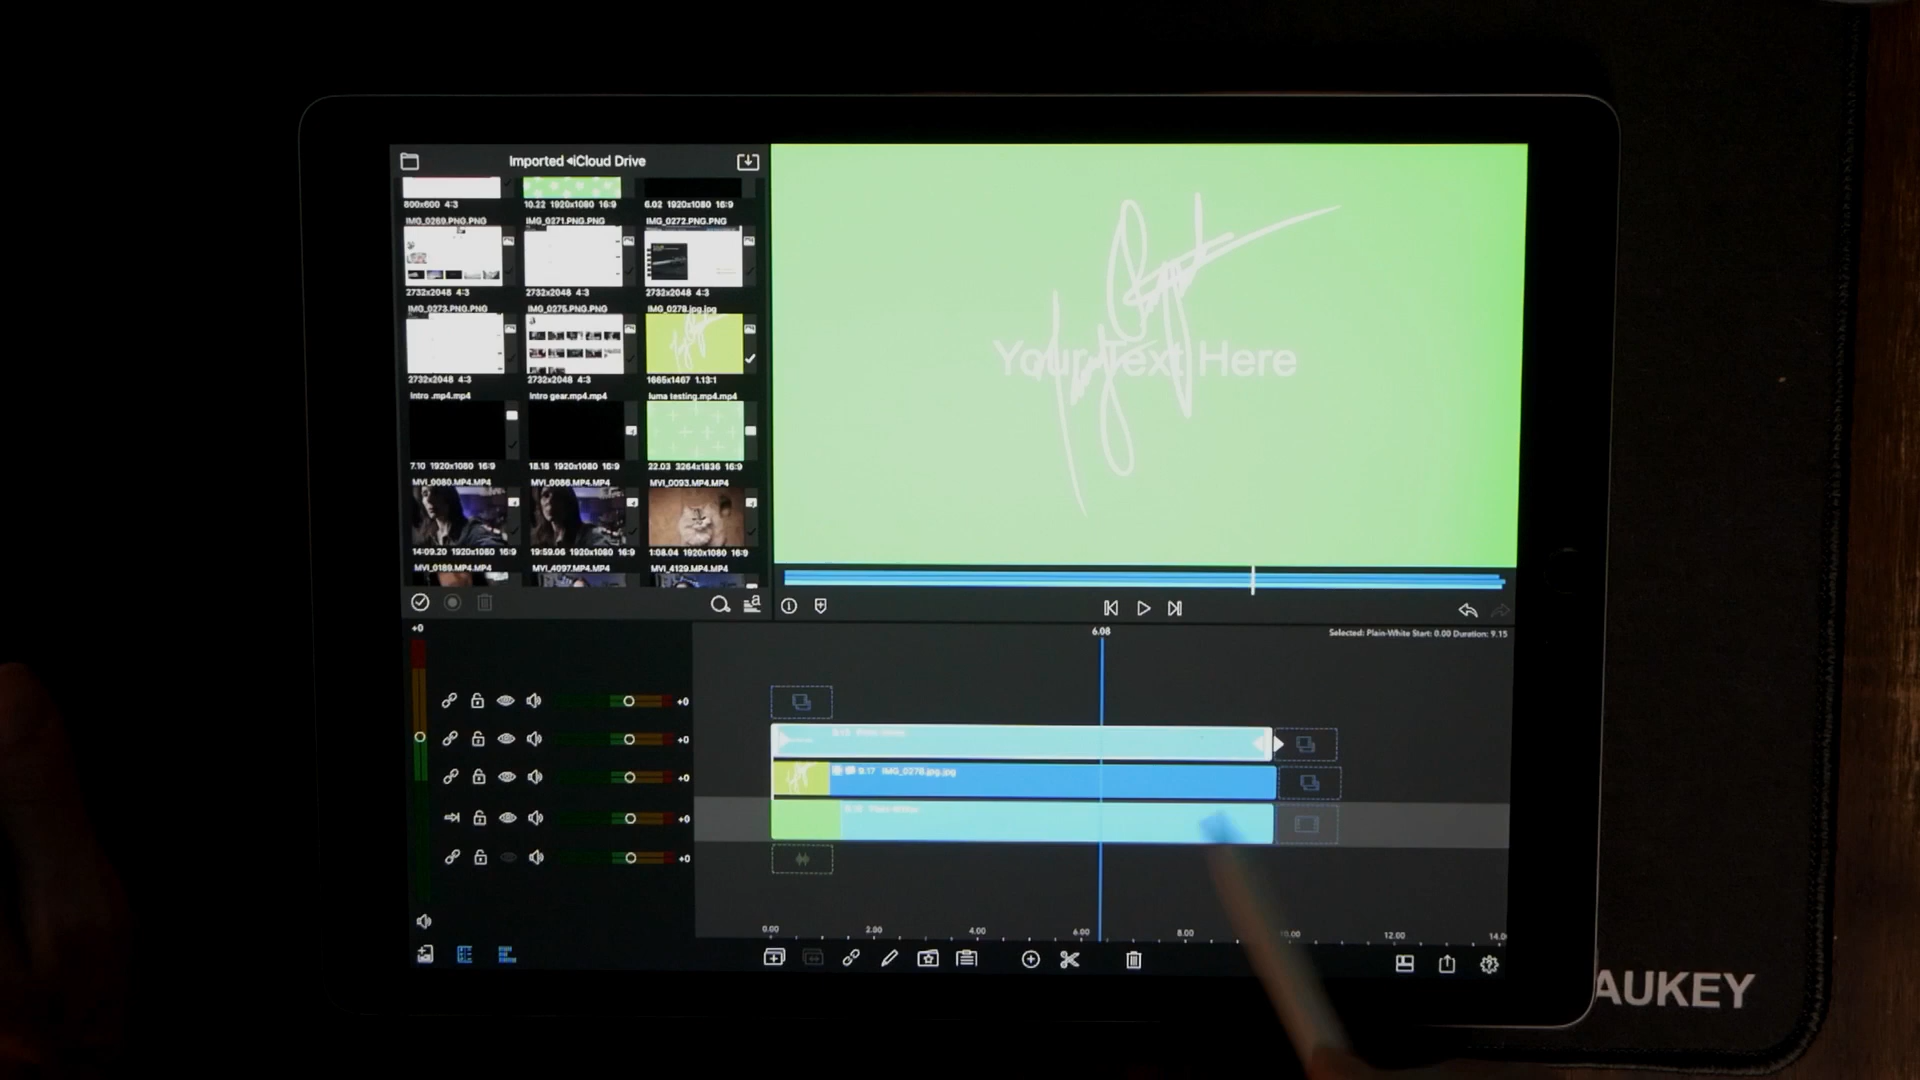 Imported ◂iCloud Drive
800x600 4:3
10.22 1920x1080 16:9
6.02 1920x1080 16:9
IMG_0269.PNG.PNG
IMG_0271.PNG.PNG
IMG_0272.PNG.PNG
2732x2048 4:3
2732x2048 4:3
2732x2048 4:3
IMG_0273.PNG.PNG
IMG_0275.PNG.PNG
IMG_0278.jpg.jpg
2732x2048 4:3
2732x2048 4:3
1665x1467 1.13:1
Intro .mp4.mp4
Intro gear.mp4.mp4
luma testing.mp4.mp4
7.10 1920x1080 16:9
18.18 1920x1080 16:9
22.03 3264x1836 16:9
MVI_0080.MP4.MP4
MVI_0086.MP4.MP4
MVI_0093.MP4.MP4
14:09.20 1920x1080 16:9
19:59.06 1920x1080 16:9
1:08.04 1920x1080 16:9
MVI_0189.MP4.MP4
MVI_4097.MP4.MP4
MVI_4129.MP4.MP4
Your Text Here
+0
6.08
Selected: Plain-White Start: 0.00 Duration: 9.15
+0
+0
9.17 IMG_0278.jpg.jpg
+0
+0
+0
0.00 2.00 4.00 6.00 8.00 10.00 12.00 14.0
AUKEY